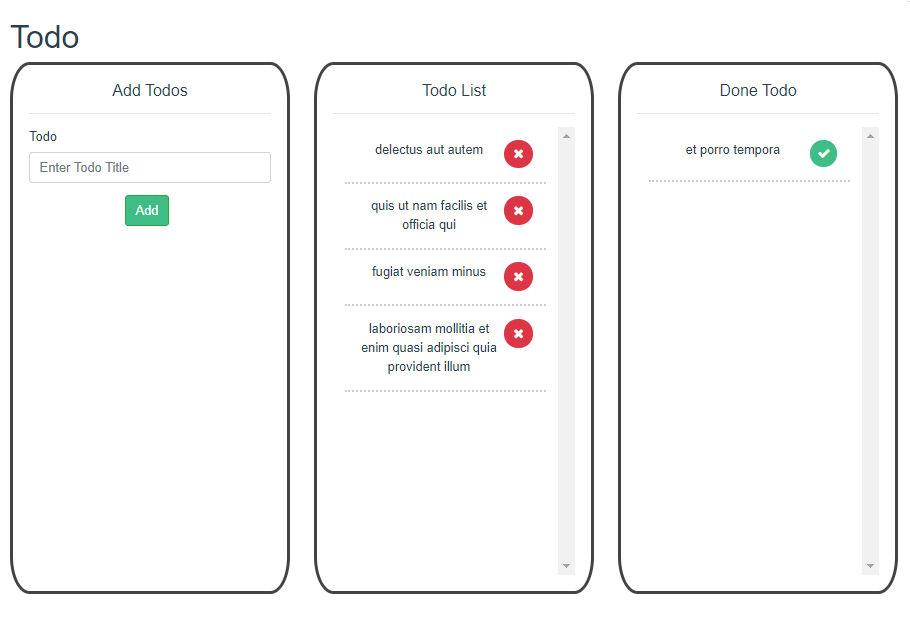 Todo
Add Todos
Todo
Enter Todo Title
Add
Todo List
delectus aut autem
quis ut nam facilis et
officia qui
fugiat veniam minus
laboriosam mollitia et
enim quasi adipisci quia
provident illum
Done Todo
et porro tempora